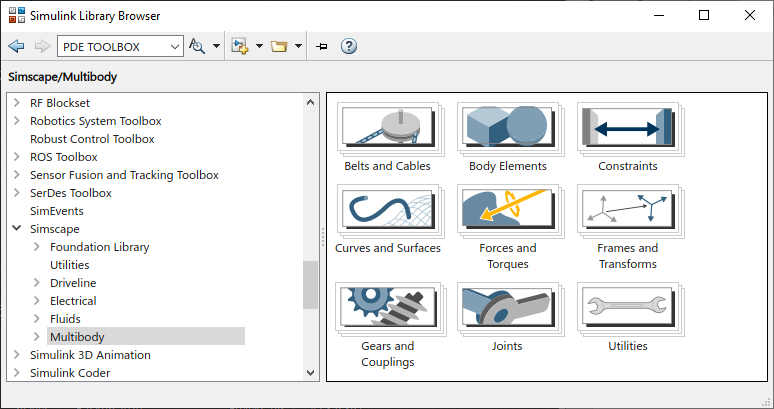 Simulink Library Browser
PDE TOOLBOX
Simscape/Multibody
RF Blockset
Robotics System Toolbox
Robust Control Toolbox
ROS Toolbox
Sensor Fusion and Tracking Toolbox
SerDes Toolbox
SimEvents
Simscape
Foundation Library
Utilities
Driveline
Electrical
Fluids
Multibody
Simulink 3D Animation
Simulink Coder
Belts and Cables
Body Elements
Constraints
Curves and Surfaces
Forces and
Torques
Frames and
Transforms
Gears and
Couplings
Joints
Utilities